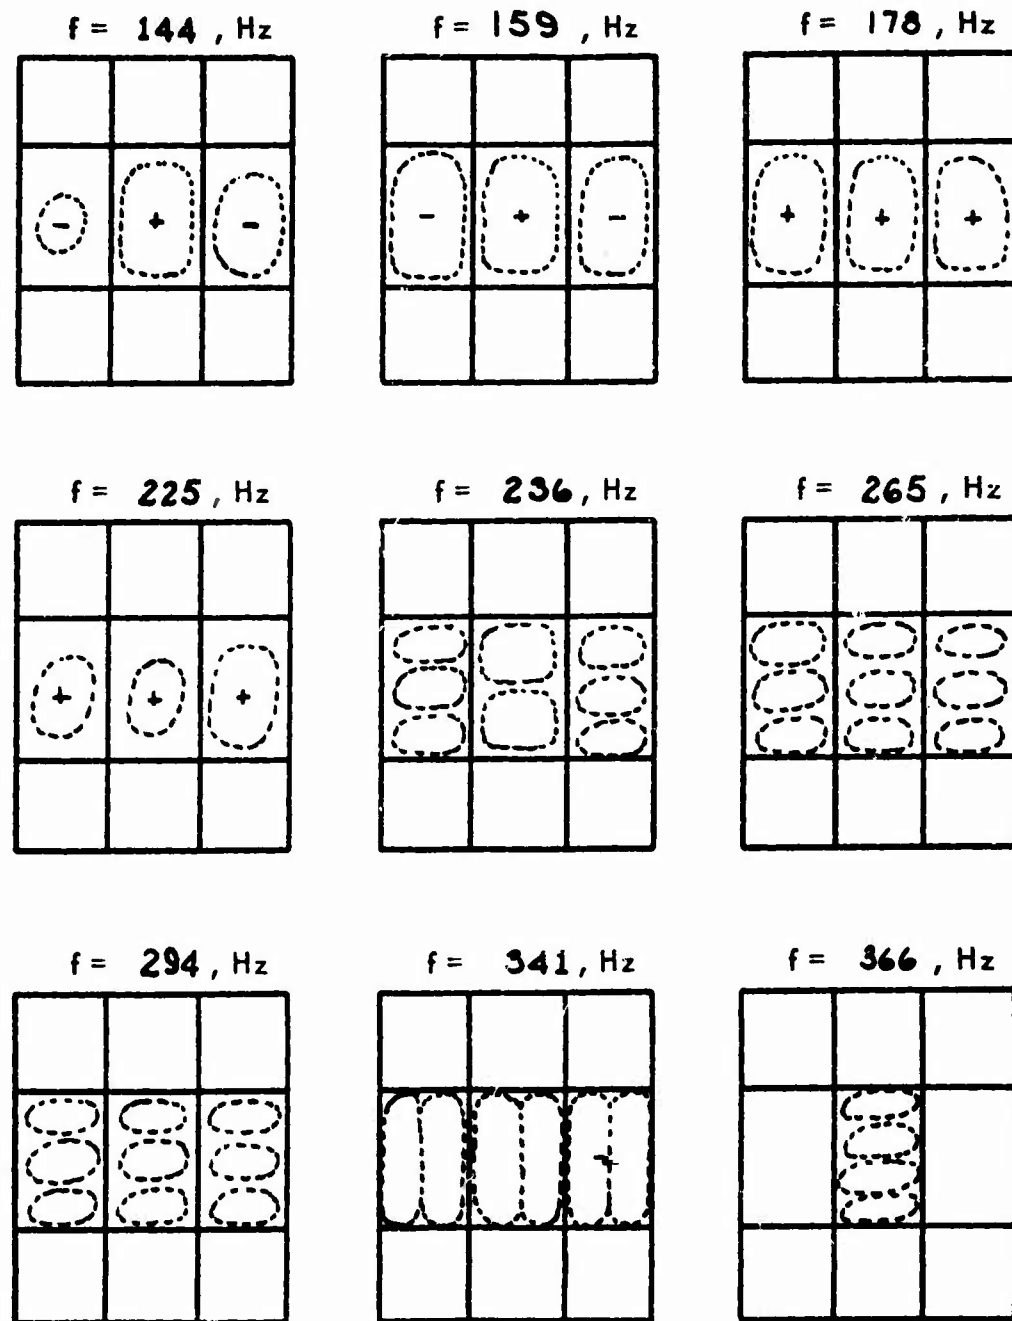 f = 144 , Hz
f = 159 , Hz
f = 178 , Hz
- + -
- + -
+ + +
f = 225 , Hz
f = 236 , Hz
f = 265 , Hz
+ + +
f = 294 , Hz
f = 341, Hz
f = 366 , Hz